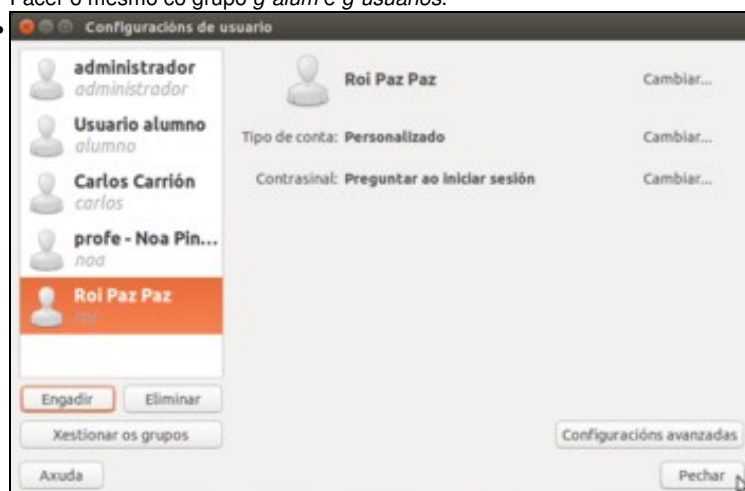 Facer o mesmo co grupo g-alum e g-usuarios.
Configuracións de usuario
administrador
administrador
Roi Paz Paz
Cambiar...
Usuario alumno
alumno
Tipo de conta: Personalizado
Cambiar...
Carlos Carrión
carlos
Contrasinal: Preguntar ao iniciar sesión
Cambiar...
profe - Noa Pin...
noa
Roi Paz Paz
roi
Engadir
Eliminar
Xestionar os grupos
Configuracións avanzadas
Axuda
Pechar